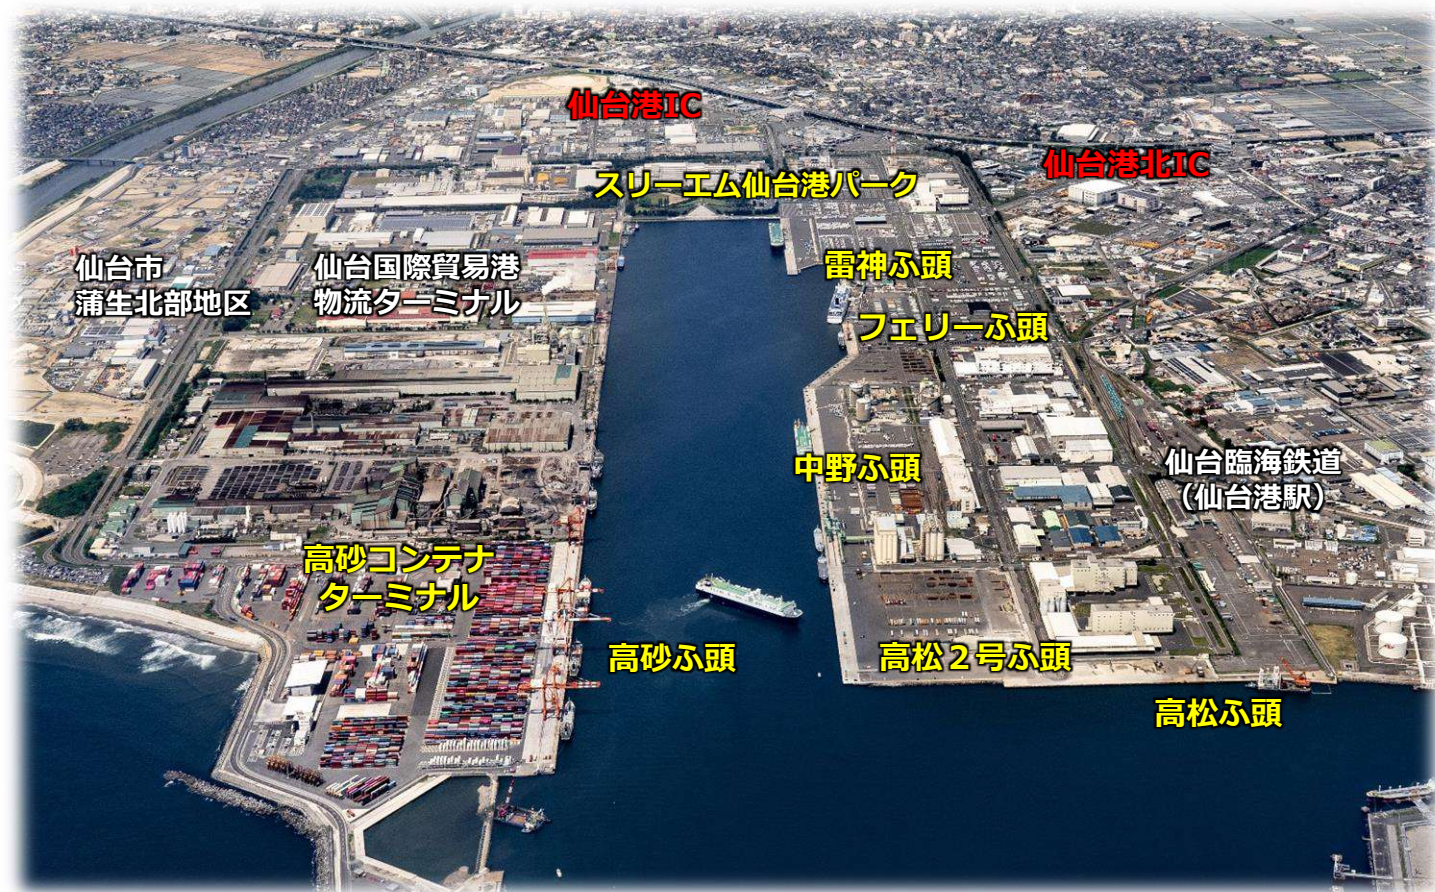 仙台港IC
仙台港北IC
スリーエム仙台港パーク
仙台市
蒲生北部地区
仙台国際貿易港
物流ターミナル
雷神ふ頭
フェリーふ頭
中野ふ頭
仙台臨海鉄道
（仙台港駅）
高砂コンテナ
ターミナル
高砂ふ頭
高松２号ふ頭
高松ふ頭